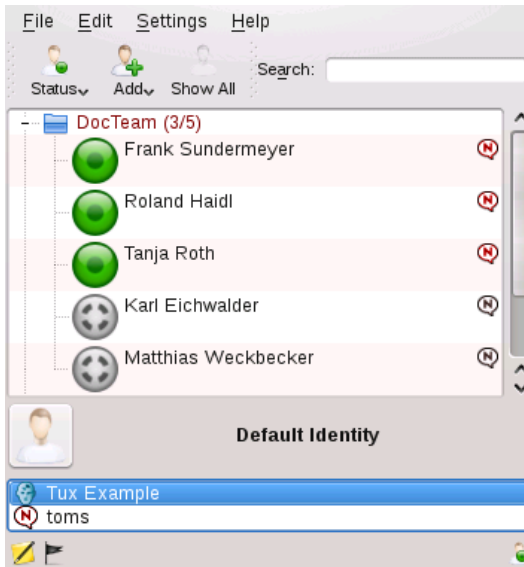 File Edit Settings Help
Status Add Show All Search:
DocTeam (3/5)
Frank Sundermeyer
Roland Haidl
Tanja Roth
Karl Eichwalder
Matthias Weckbecker
Default Identity
Tux Example
toms